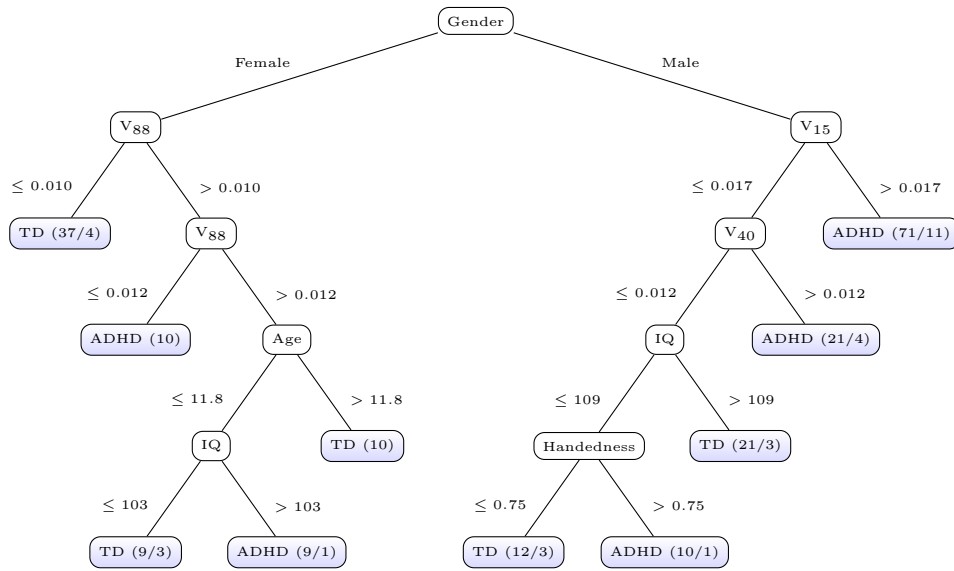 Gender
Female
Male
V88
V15
≤ 0.010
> 0.010
≤ 0.017
> 0.017
TD (37/4)
V88
V40
ADHD (71/11)
≤ 0.012
> 0.012
≤ 0.012
> 0.012
ADHD (10)
Age
IQ
ADHD (21/4)
≤ 11.8
> 11.8
≤ 109
> 109
IQ
TD (10)
Handedness
TD (21/3)
≤ 103
> 103
≤ 0.75
> 0.75
TD (9/3)
ADHD (9/1)
TD (12/3)
ADHD (10/1)